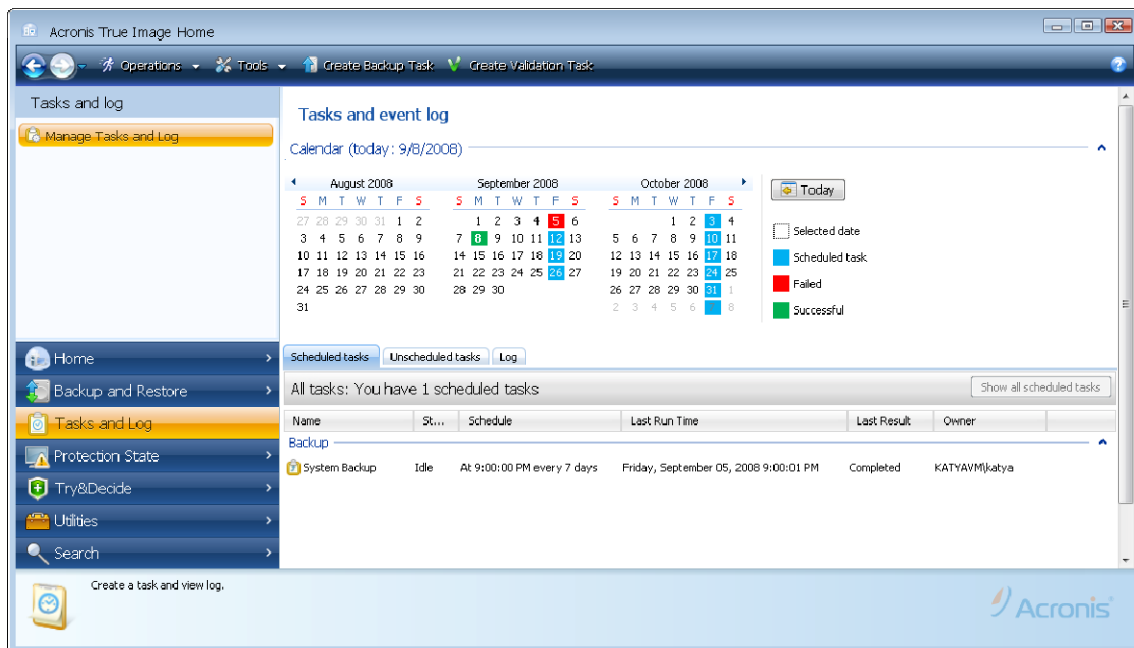 Acronis True Image Home
Operations Tools Create Backup Task Create Validation Task
Tasks and log
Manage Tasks and Log
Tasks and event log
Calendar (today: 9/8/2008)
August 2008 September 2008 October 2008
S M T W T F S S M T W T F S S M T W T F S
27 28 29 30 31 1 2 1 2 3 4 5 6 1 2 3 4
3 4 5 6 7 8 9 7 8 9 10 11 12 13 5 6 7 8 9 10 11
10 11 12 13 14 15 16 14 15 16 17 18 19 20 12 13 14 15 16 17 18
17 18 19 20 21 22 23 21 22 23 24 25 26 27 19 20 21 22 23 24 25
24 25 26 27 28 29 30 28 29 30 26 27 28 29 30 31 1
31 2 3 4 5 6 8
Today
Selected date
Scheduled task
Failed
Successful
Home
Backup and Restore
Tasks and Log
Protection State
Try&Decide
Utilities
Search
Scheduled tasks Unscheduled tasks Log
All tasks: You have 1 scheduled tasks Show all scheduled tasks
Name St... Schedule Last Run Time Last Result Owner
Backup
System Backup Idle At 9:00:00 PM every 7 days Friday, September 05, 2008 9:00:01 PM Completed KATYAVM\katya
Create a task and view log.
Acronis